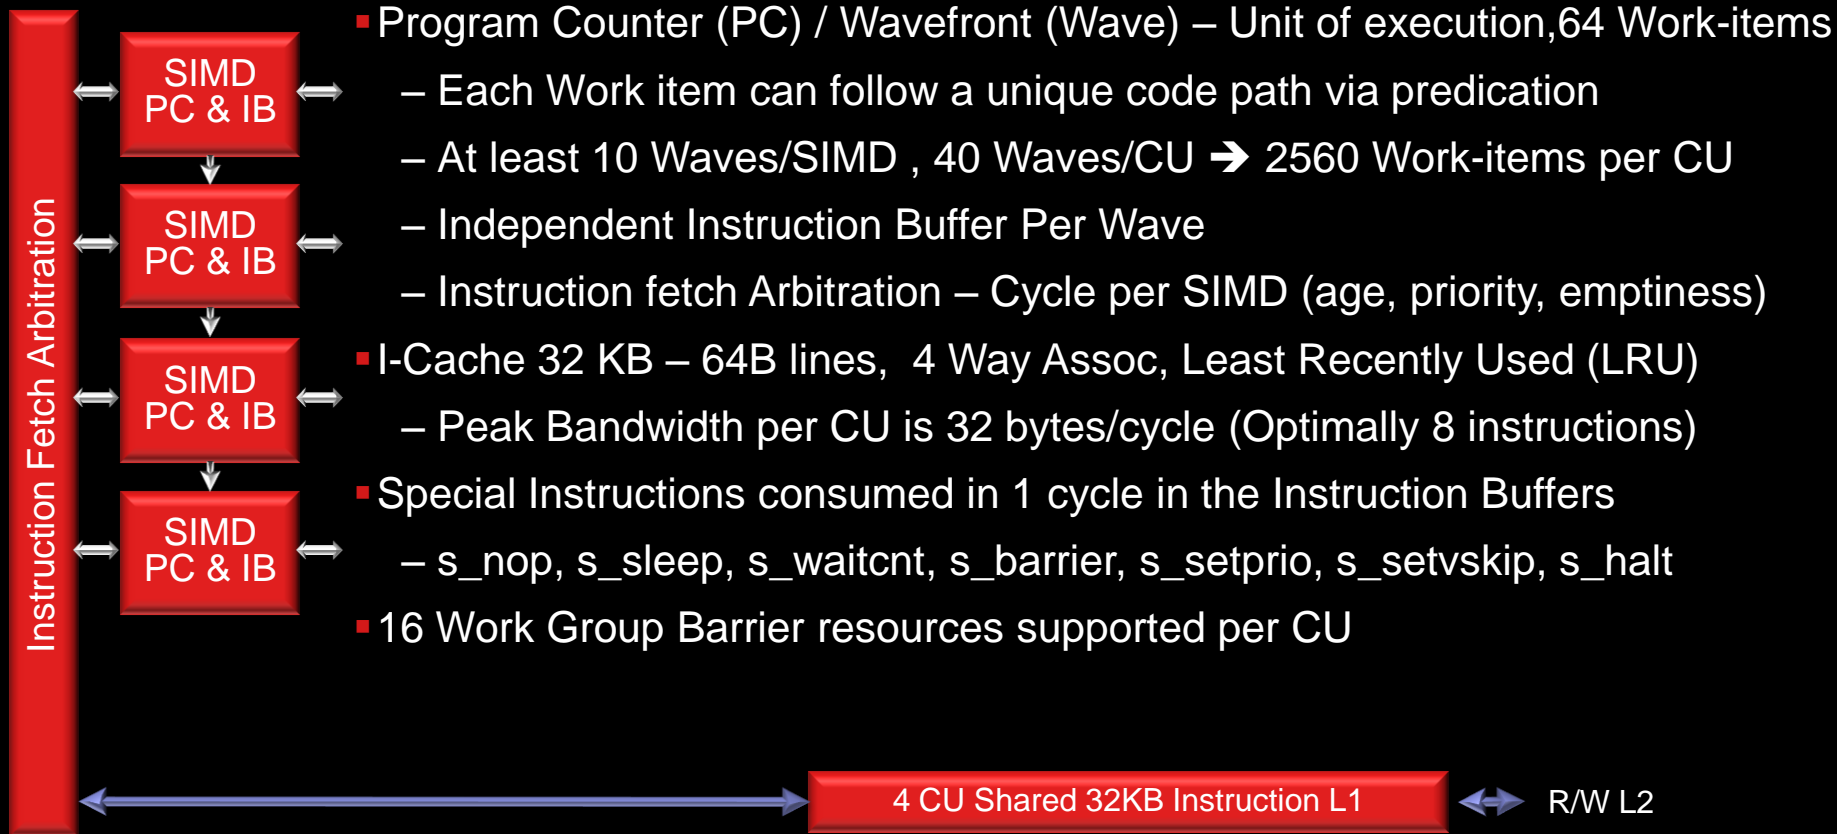 Instruction Fetch Arbitration
SIMD
PC & IB
SIMD
PC & IB
SIMD
PC & IB
SIMD
PC & IB
▪Program Counter (PC) / Wavefront (Wave) – Unit of execution,64 Work-items
– Each Work item can follow a unique code path via predication
– At least 10 Waves/SIMD , 40 Waves/CU ➔ 2560 Work-items per CU
– Independent Instruction Buffer Per Wave
– Instruction fetch Arbitration – Cycle per SIMD (age, priority, emptiness)
▪I-Cache 32 KB – 64B lines, 4 Way Assoc, Least Recently Used (LRU)
– Peak Bandwidth per CU is 32 bytes/cycle (Optimally 8 instructions)
▪Special Instructions consumed in 1 cycle in the Instruction Buffers
– s_nop, s_sleep, s_waitcnt, s_barrier, s_setprio, s_setvskip, s_halt
▪16 Work Group Barrier resources supported per CU
4 CU Shared 32KB Instruction L1
R/W L2